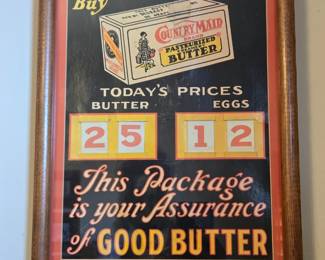 Buy
COUNTRY MAID
BRAND
PASTEURIZED
BUTTER
TODAY'S PRICES
BUTTER EGGS
25 12
This Package
is your Assurance
of GOOD BUTTER